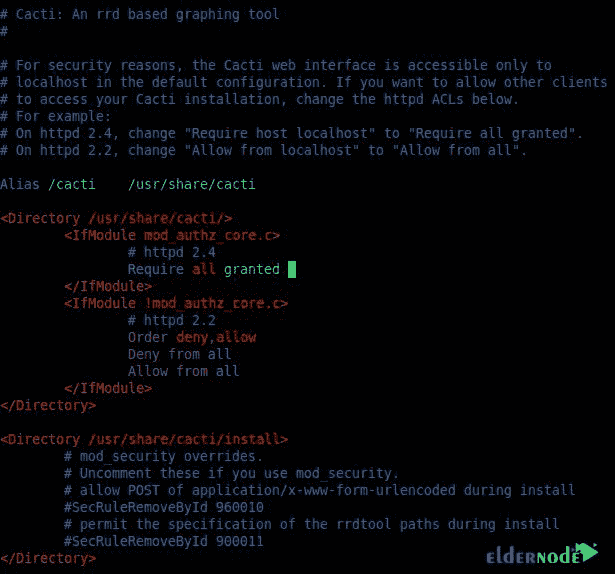 # Cacti: An rrd based graphing tool
#
# For security reasons, the Cacti web interface is accessible only to
# localhost in the default configuration. If you want to allow other clients
# to access your Cacti installation, change the httpd ACLs below.
# For example:
# On httpd 2.4, change "Require host localhost" to "Require all granted".
# On httpd 2.2, change "Allow from localhost" to "Allow from all".
Alias /cacti    /usr/share/cacti
<Directory /usr/share/cacti/>
        <IfModule mod_authz_core.c>
                # httpd 2.4
                Require all granted
        </IfModule>
        <IfModule !mod_authz_core.c>
                # httpd 2.2
                Order deny,allow
                Deny from all
                Allow from all
        </IfModule>
</Directory>
<Directory /usr/share/cacti/install>
        # mod_security overrides.
        # Uncomment these if you use mod_security.
        # allow POST of application/x-www-form-urlencoded during install
        #SecRuleRemoveById 960010
        # permit the specification of the rrdtool paths during install
        #SecRuleRemoveById 900011
</Directory>
ELDERNODE